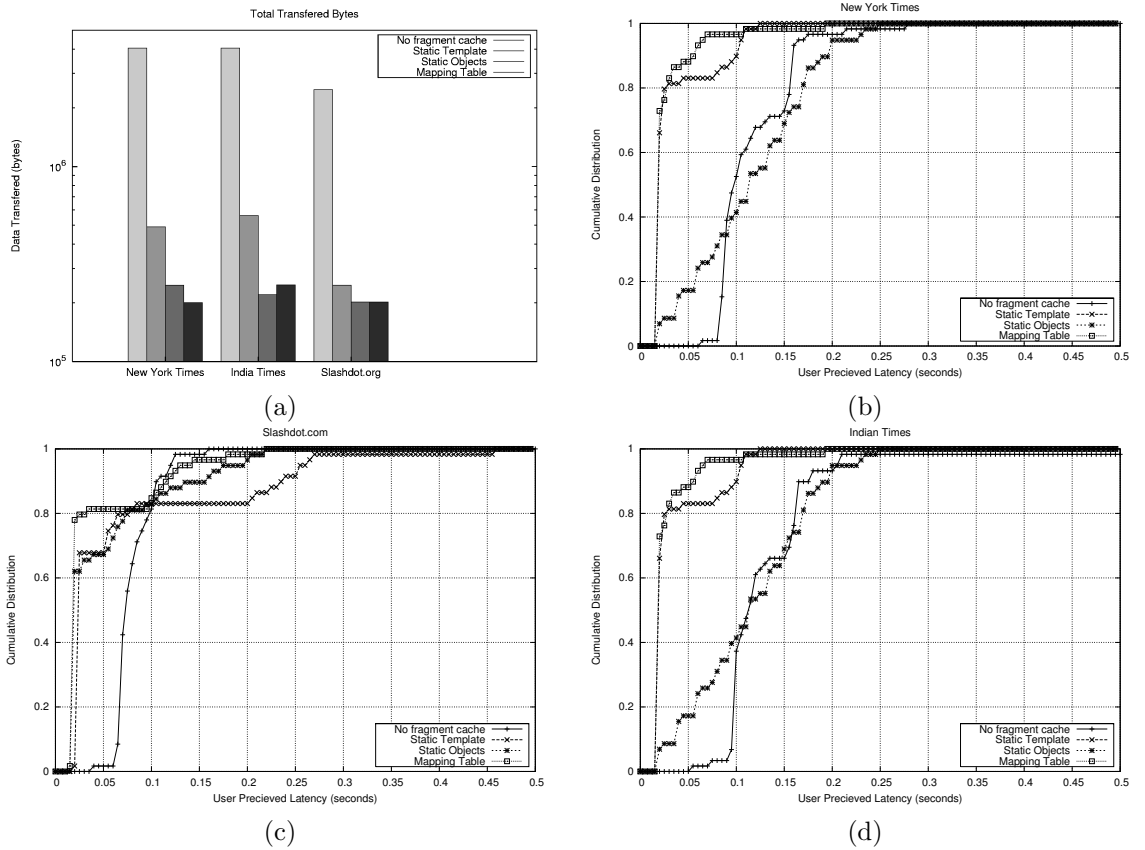 Total Transfered Bytes
No fragment cache
Static Template
Static Objects
Mapping Table
Data Transfered (bytes)
10^6
10^5
New York Times India Times Slashdot.org
(a)
New York Times
1
0.8
0.6
0.4
0.2
0
Cumulative Distribution
No fragment cache
Static Template
Static Objects
Mapping Table
0 0.05 0.1 0.15 0.2 0.25 0.3 0.35 0.4 0.45 0.5
User Precieved Latency (seconds)
(b)
Slashdot.com
1
0.8
0.6
0.4
0.2
0
Cumulative Distribution
No fragment cache
Static Template
Static Objects
Mapping Table
0 0.05 0.1 0.15 0.2 0.25 0.3 0.35 0.4 0.45 0.5
User Precieved Latency (seconds)
(c)
Indian Times
1
0.8
0.6
0.4
0.2
0
Cumulative Distribution
No fragment cache
Static Template
Static Objects
Mapping Table
0 0.05 0.1 0.15 0.2 0.25 0.3 0.35 0.4 0.45 0.5
User Precieved Latency (seconds)
(d)